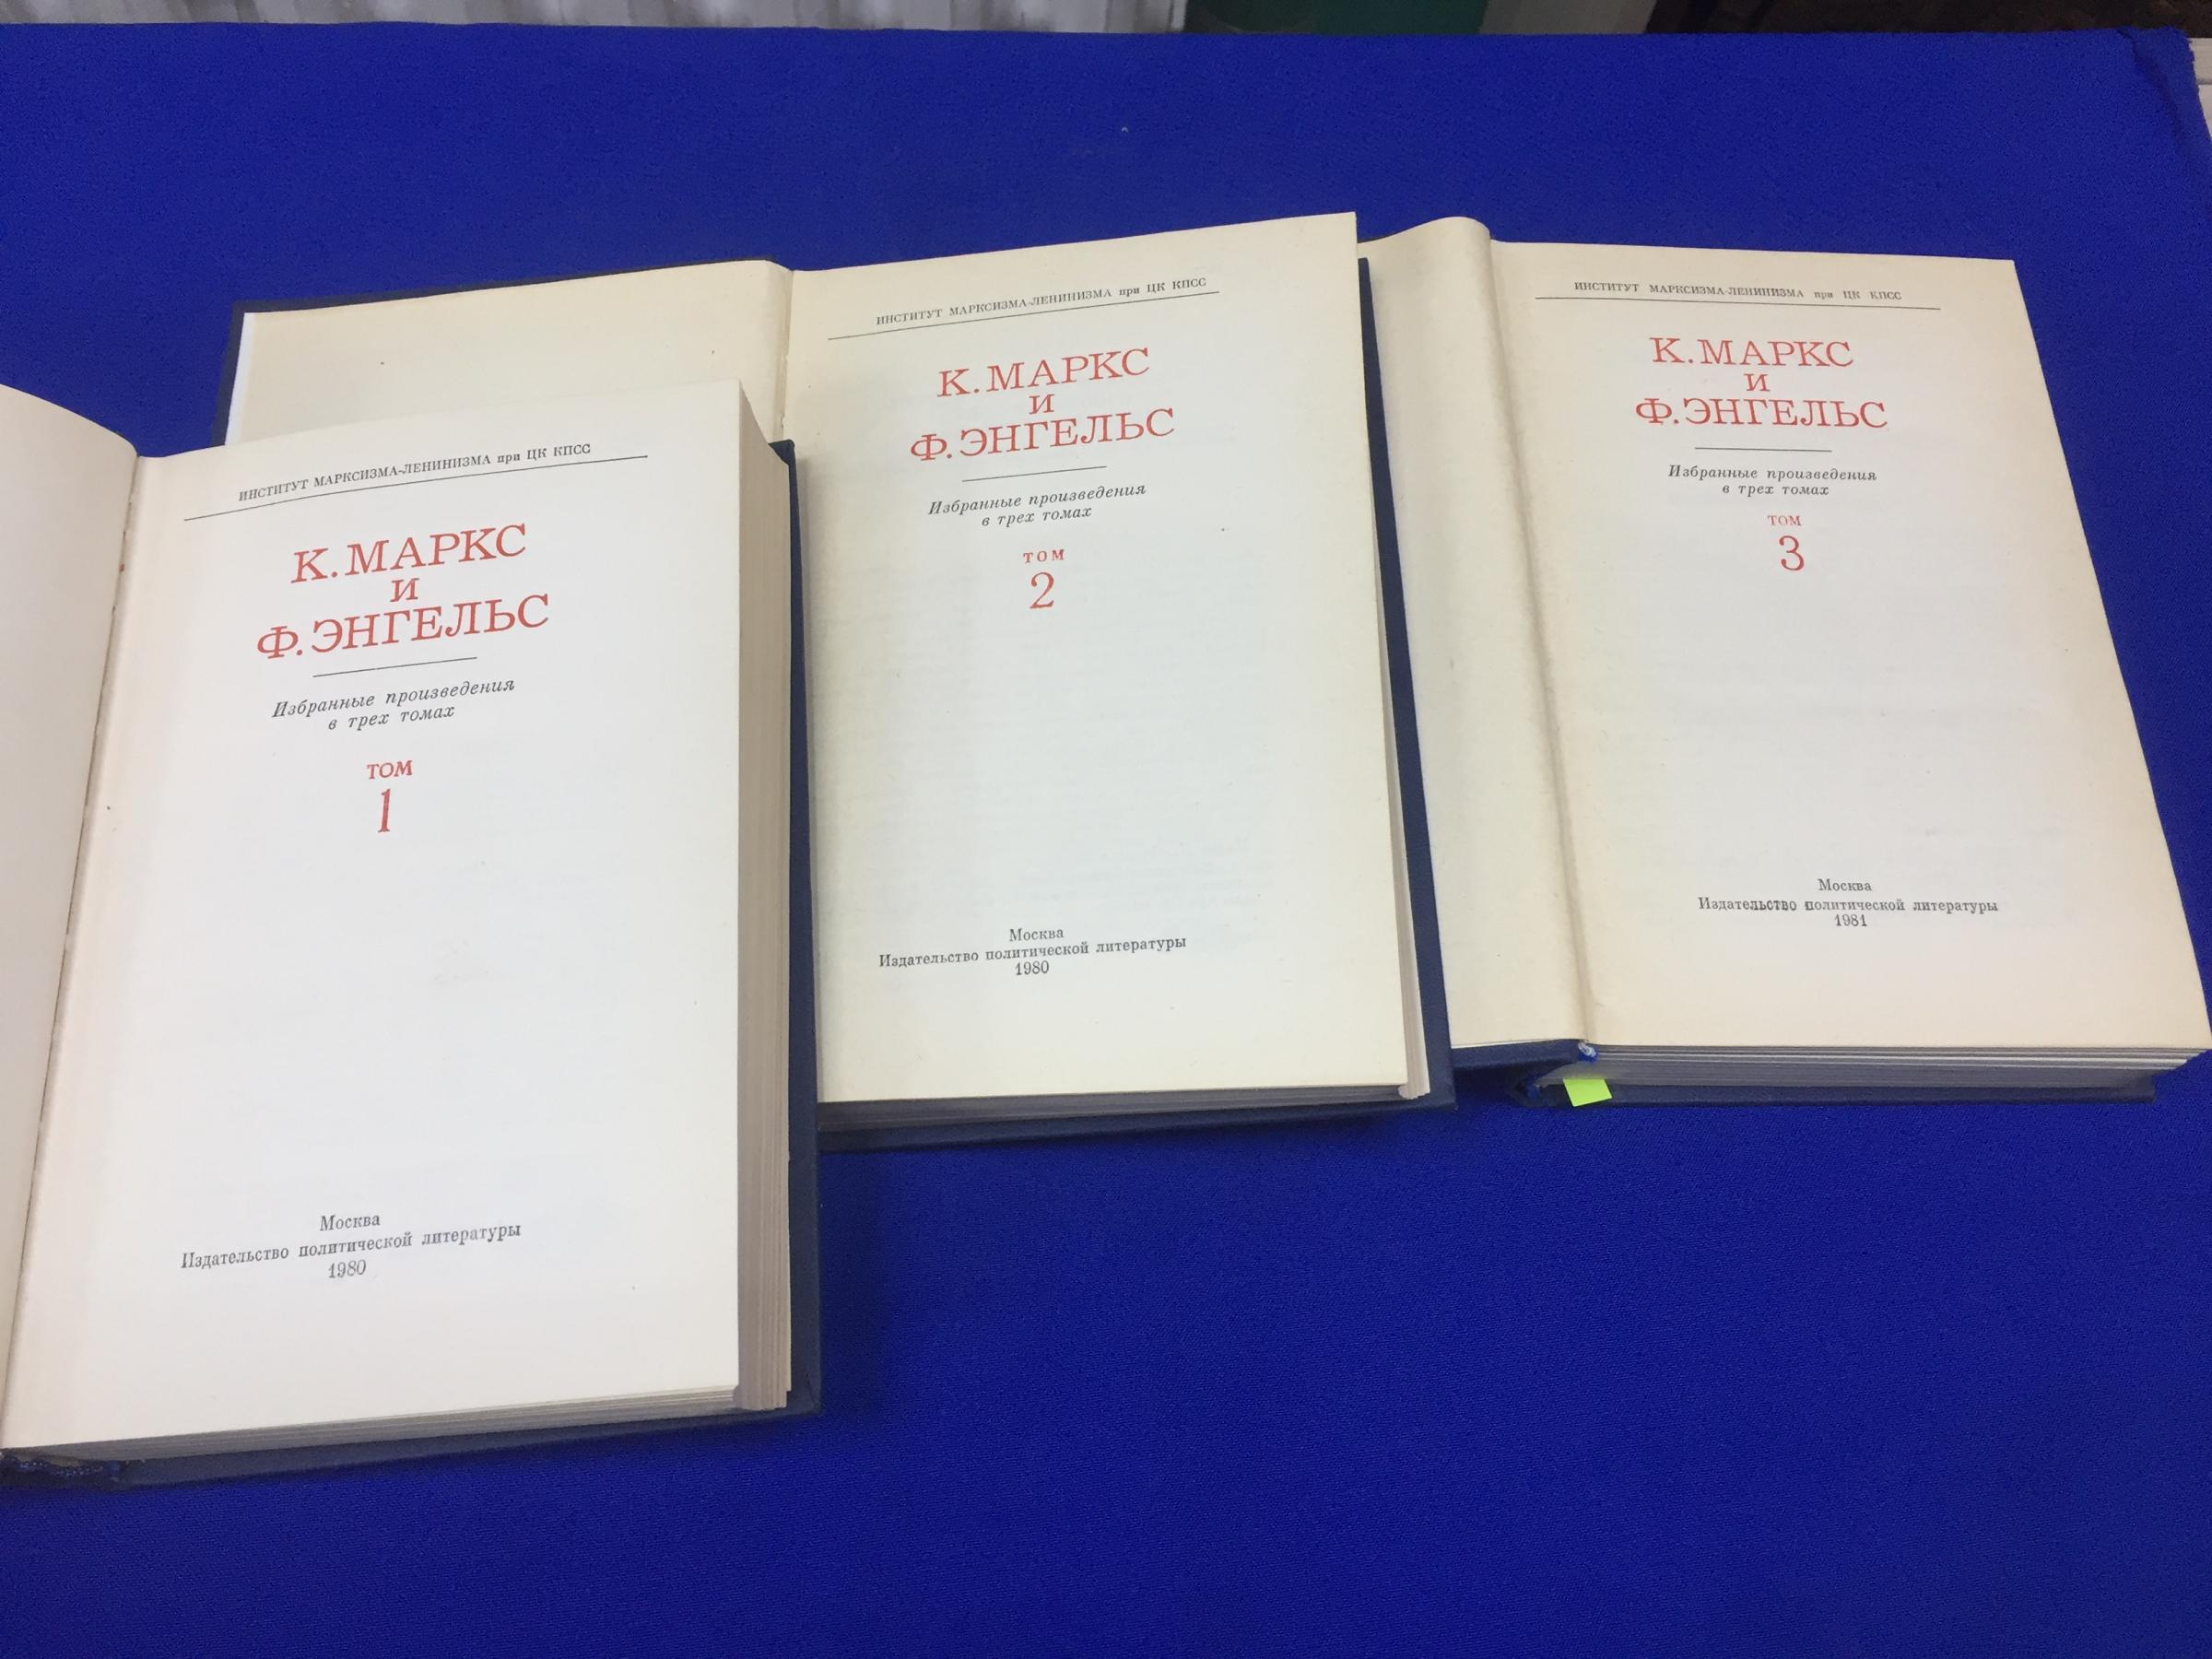 ИНСТИТУТ МАРКСИЗМА-ЛЕНИНИЗМА при ЦК КПСС
К. МАРКС
И
Ф. ЭНГЕЛЬС
Избранные произведения
в трех томах
ТОМ
1
Москва
Издательство политической литературы
1980
ИНСТИТУТ МАРКСИЗМА-ЛЕНИНИЗМА при ЦК КПСС
К. МАРКС
И
Ф. ЭНГЕЛЬС
Избранные произведения
в трех томах
ТОМ
2
Москва
Издательство политической литературы
1980
ИНСТИТУТ МАРКСИЗМА-ЛЕНИНИЗМА при ЦК КПСС
К. МАРКС
И
Ф. ЭНГЕЛЬС
Избранные произведения
в трех томах
ТОМ
3
Москва
Издательство политической литературы
1981